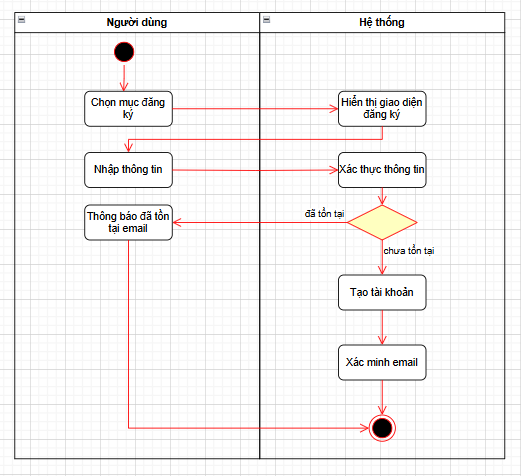 Người dùng
Hệ thống
Chọn mục đăng
ký
Hiển thị giao diện
đăng ký
Nhập thông tin
Xác thực thông tin
Thông báo đã tồn
tại email
đã tồn tại
chưa tồn tại
Tạo tài khoản
Xác minh email